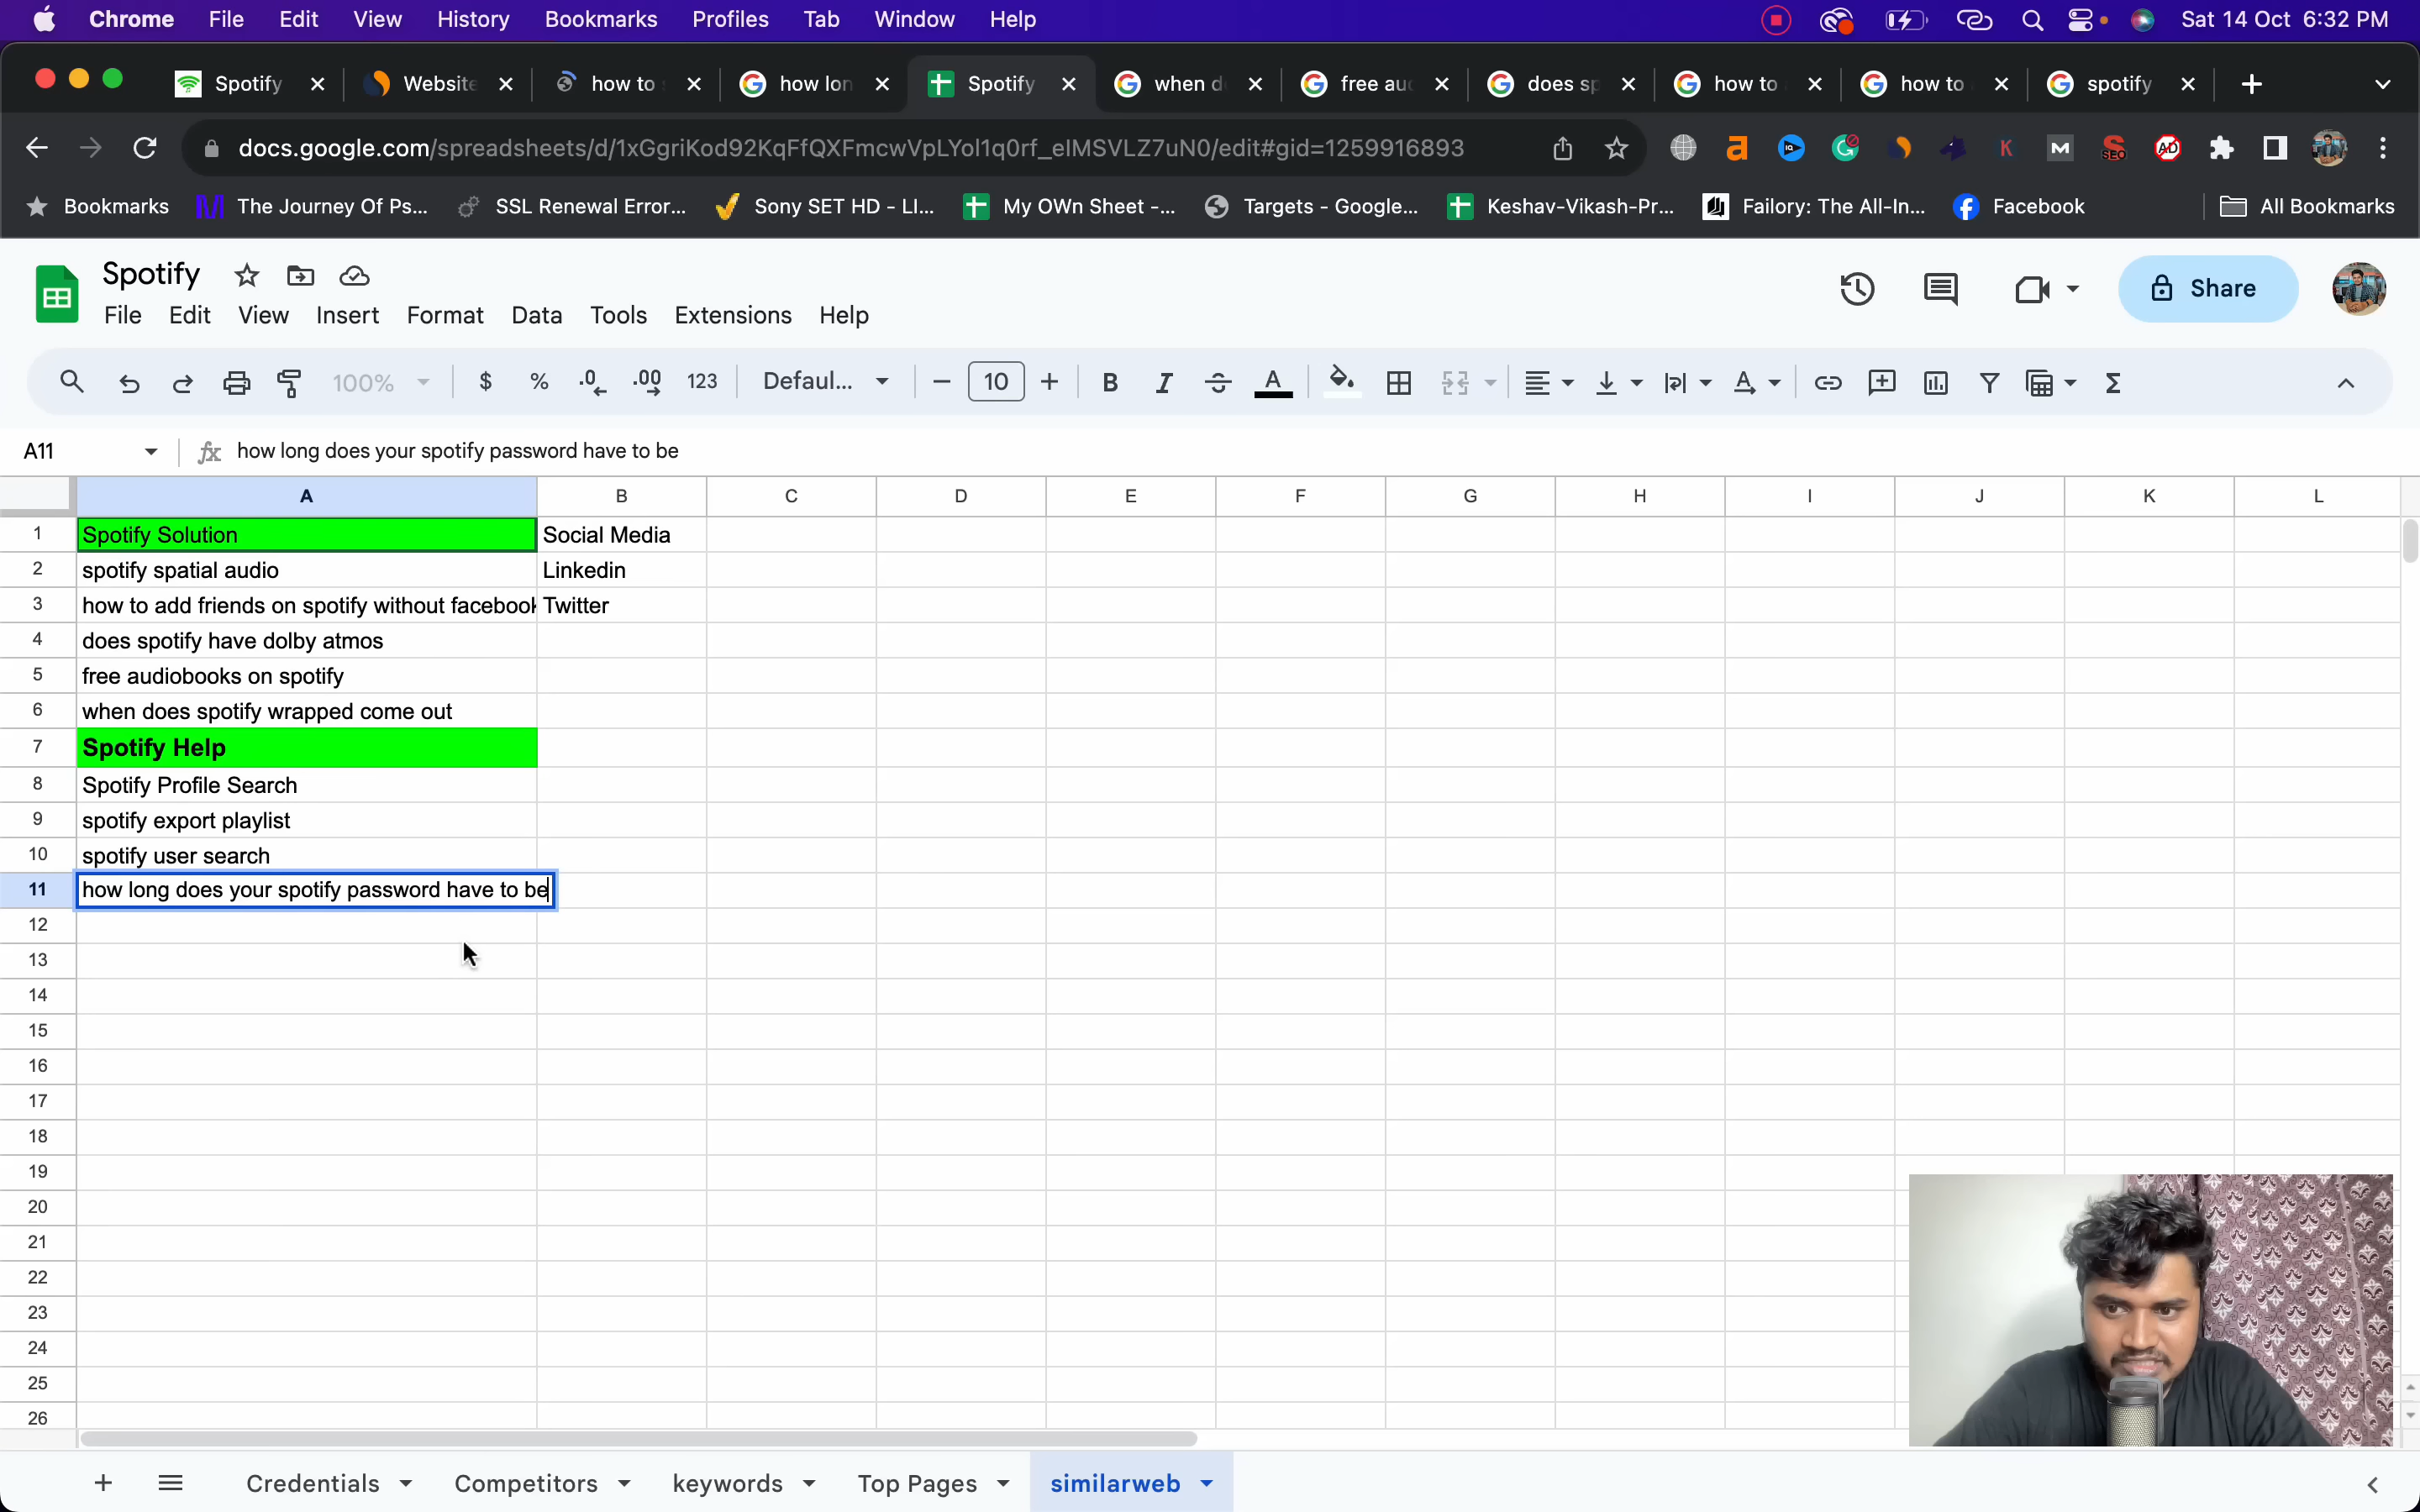 Chrome File Edit View History Bookmarks Profiles Tab Window Help Sat 14 Oct 6:32 PM
Spotify Website how to how lon Spotify when d free aud does sp how to how to spotify
docs.google.com/spreadsheets/d/1xGgriKod92KqFfQXFmcwVpLYol1q0rf_elMSVLZ7uN0/edit#gid=1259916893
Bookmarks The Journey Of Ps... SSL Renewal Error... Sony SET HD - LI... My OWn Sheet -... Targets - Google... Keshav-Vikash-Pr... Failory: The All-In... Facebook All Bookmarks
Spotify
File Edit View Insert Format Data Tools Extensions Help
Share
100% $ % .0 .00 123 Defaul... 10 B I S A
A11 fx how long does your spotify password have to be
A B C D E F G H I J K L
1 Spotify Solution Social Media
2 spotify spatial audio Linkedin
3 how to add friends on spotify without facebook Twitter
4 does spotify have dolby atmos
5 free audiobooks on spotify
6 when does spotify wrapped come out
7 Spotify Help
8 Spotify Profile Search
9 spotify export playlist
10 spotify user search
11 how long does your spotify password have to be
12
13
14
15
16
17
18
19
20
21
22
23
24
25
26
Credentials Competitors keywords Top Pages similarweb